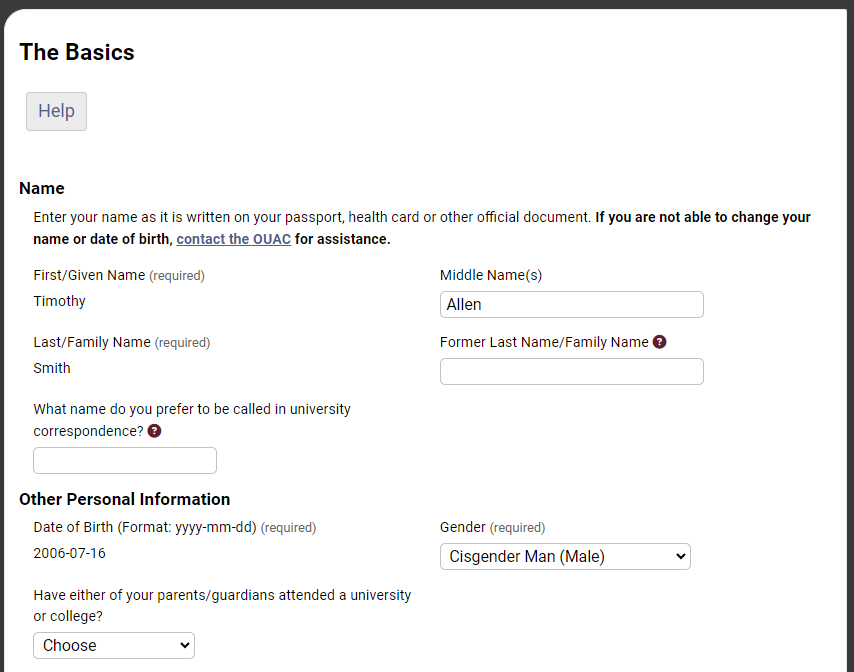 The Basics
Help
Name
Enter your name as it is written on your passport, health card or other official document. If you are not able to change your
name or date of birth, contact the OUAC for assistance.
First/Given Name (required)
Timothy
Middle Name(s)
Allen
Last/Family Name (required)
Smith
Former Last Name/Family Name ?
What name do you prefer to be called in university
correspondence? ?
Other Personal Information
Date of Birth (Format: yyyy-mm-dd) (required)
2006-07-16
Gender (required)
Cisgender Man (Male)
Have either of your parents/guardians attended a university
or college?
Choose